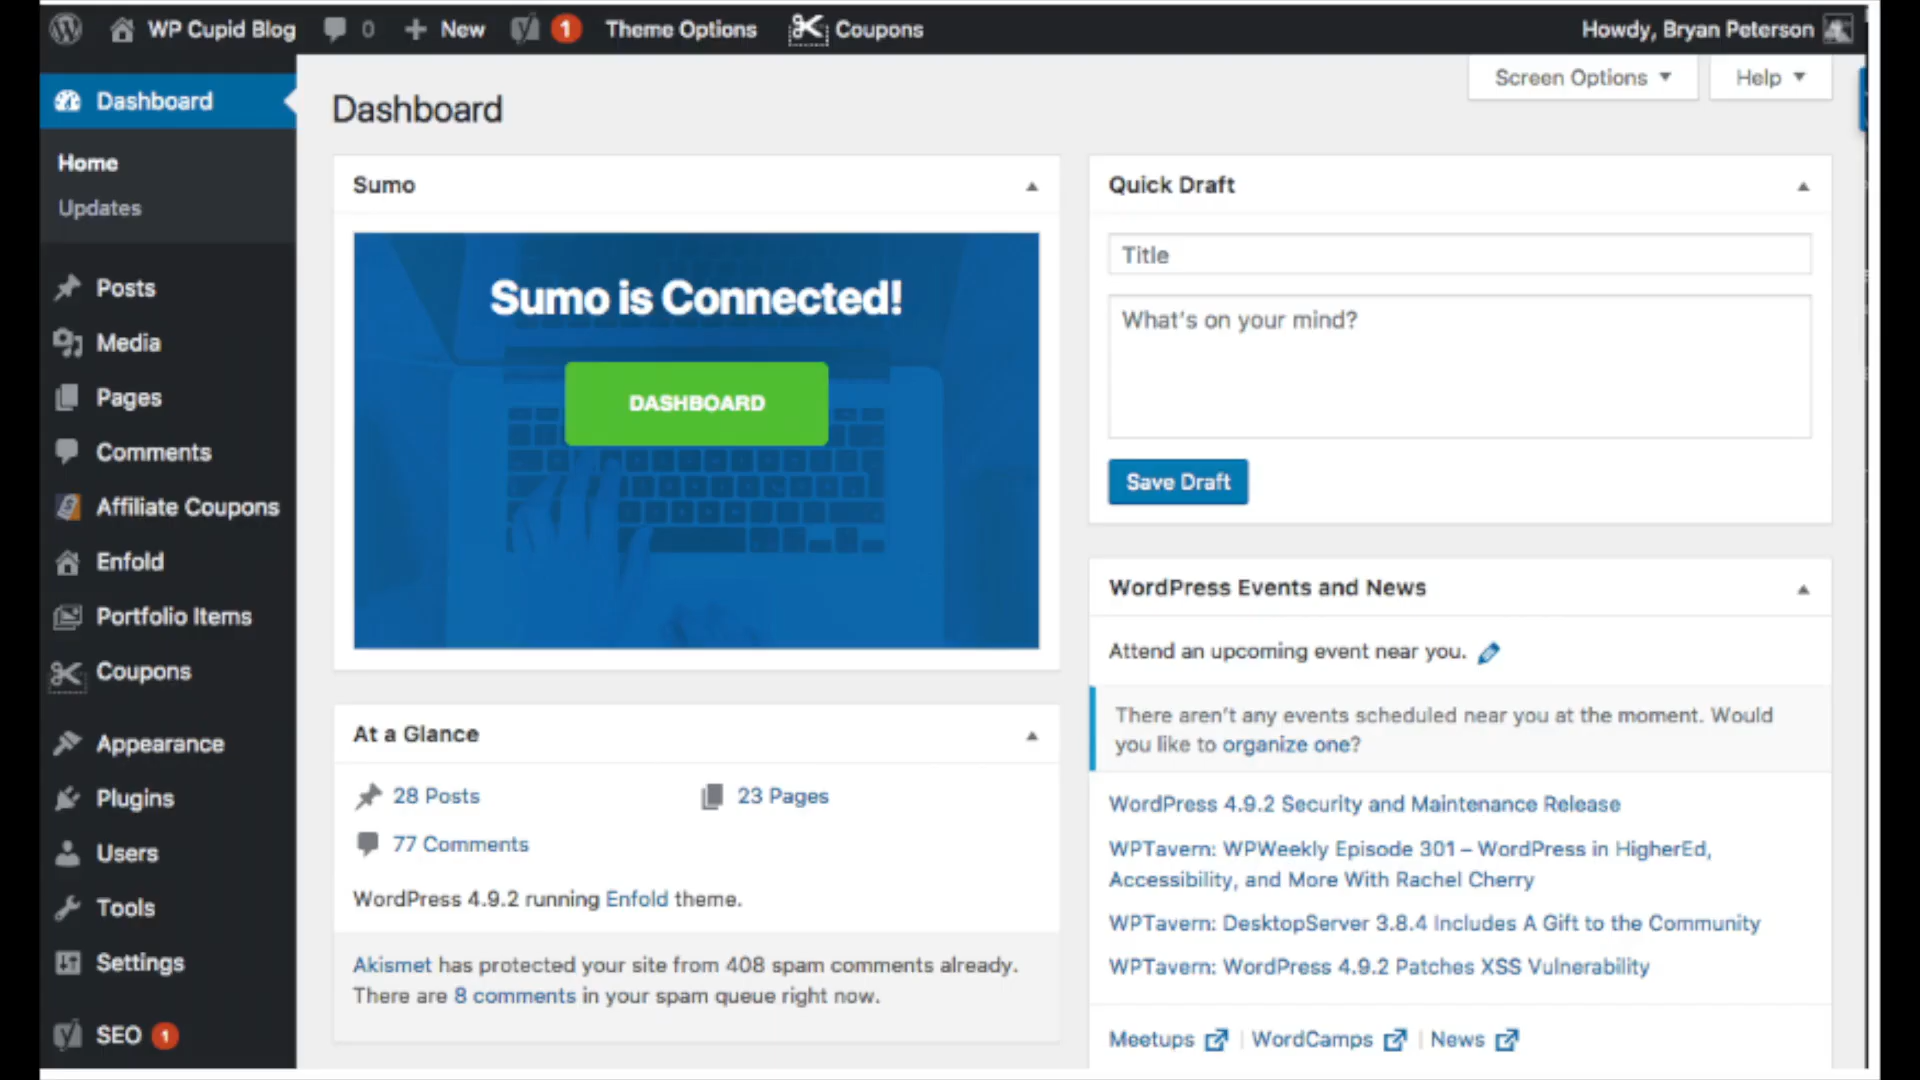 WP Cupid Blog 0 New 1 Theme Options Coupons Howdy, Bryan Peterson
Screen Options Help
Dashboard
Home
Updates
Posts
Media
Pages
Comments
Affiliate Coupons
Enfold
Portfolio Items
Coupons
Appearance
Plugins
Users
Tools
Settings
SEO 1
Dashboard
Sumo
Sumo is Connected!
DASHBOARD
At a Glance
28 Posts 23 Pages
77 Comments
WordPress 4.9.2 running Enfold theme.
Akismet has protected your site from 408 spam comments already.
There are 8 comments in your spam queue right now.
Quick Draft
Title
What's on your mind?
Save Draft
WordPress Events and News
Attend an upcoming event near you.
There aren't any events scheduled near you at the moment. Would
you like to organize one?
WordPress 4.9.2 Security and Maintenance Release
WPTavern: WPWeekly Episode 301 – WordPress in HigherEd,
Accessibility, and More With Rachel Cherry
WPTavern: DesktopServer 3.8.4 Includes A Gift to the Community
WPTavern: WordPress 4.9.2 Patches XSS Vulnerability
Meetups | WordCamps | News